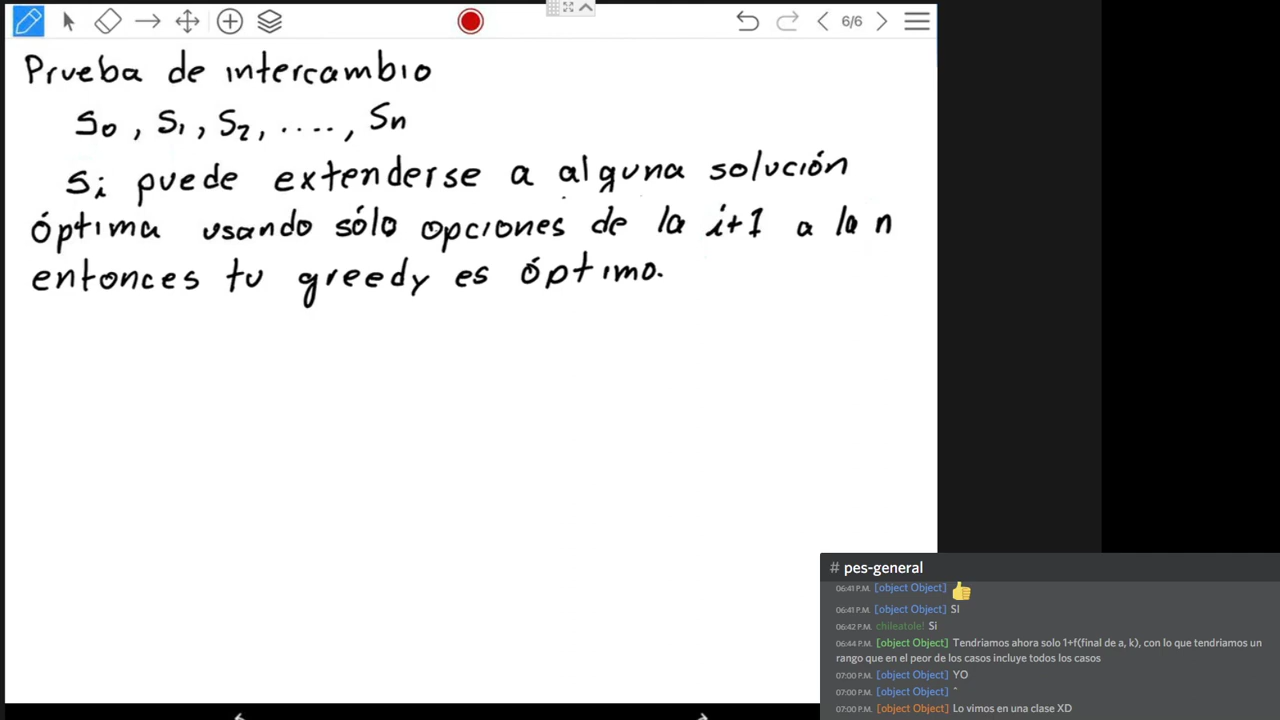 6/6
Prueba de intercambio
S0, S1, S2, ...., Sn
Si puede extenderse a alguna solución
óptima usando sólo opciones de la i+1 a la n
entonces tu greedy es óptimo.
# pes-general
06:41 P.M. [object Object] 👍
06:41 P.M. [object Object] SI
06:42 P.M. chileatole! Si
06:44 P.M. [object Object] Tendriamos ahora solo 1+f(final de a, k), con lo que tendriamos un
rango que en el peor de los casos incluye todos los casos
07:00 P.M. [object Object] YO
07:00 P.M. [object Object] "
07:00 P.M. [object Object] Lo vimos en una clase XD